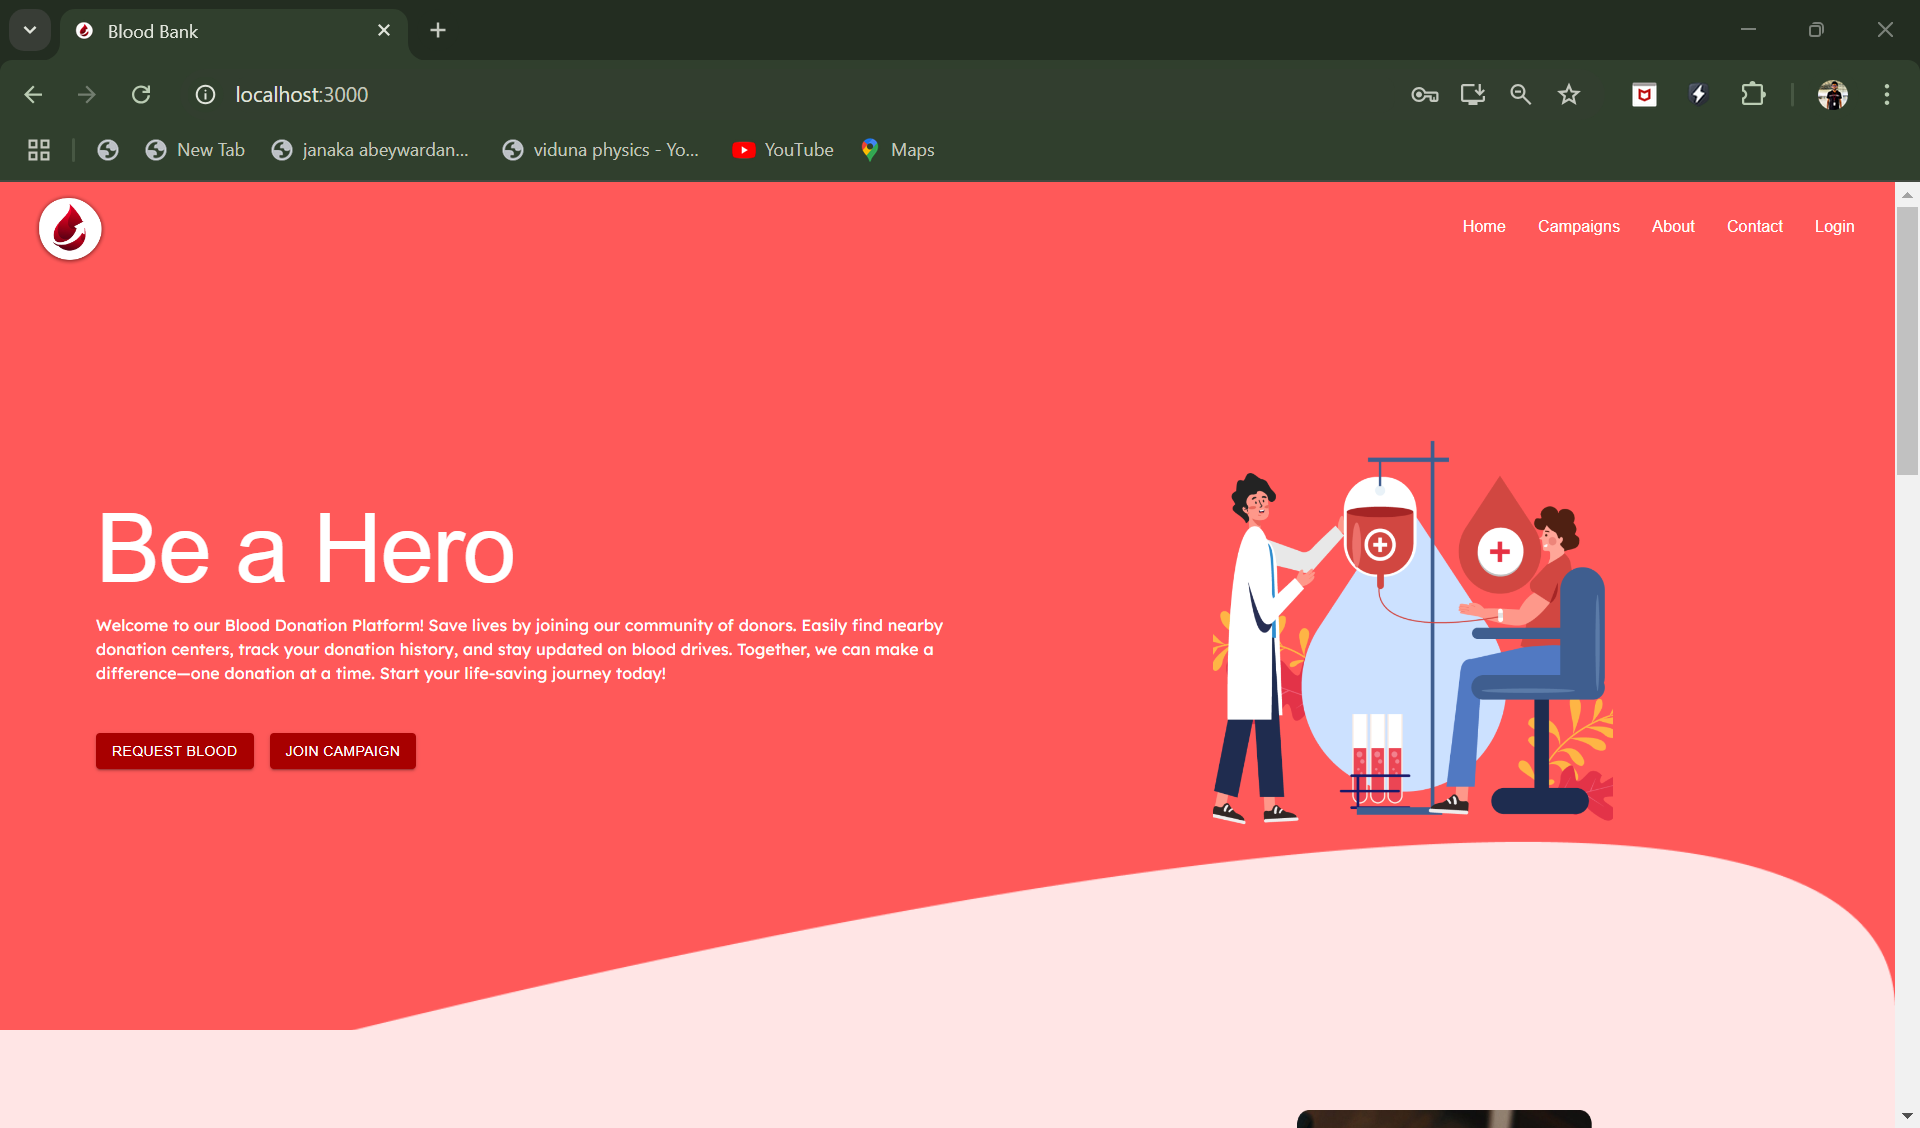 Blood Bank
localhost:3000
New Tab
janaka abeywardan...
viduna physics - Yo...
YouTube
Maps
Home
Campaigns
About
Contact
Login
Be a Hero
Welcome to our Blood Donation Platform! Save lives by joining our community of donors. Easily find nearby
donation centers, track your donation history, and stay updated on blood drives. Together, we can make a
difference—one donation at a time. Start your life-saving journey today!
REQUEST BLOOD
JOIN CAMPAIGN